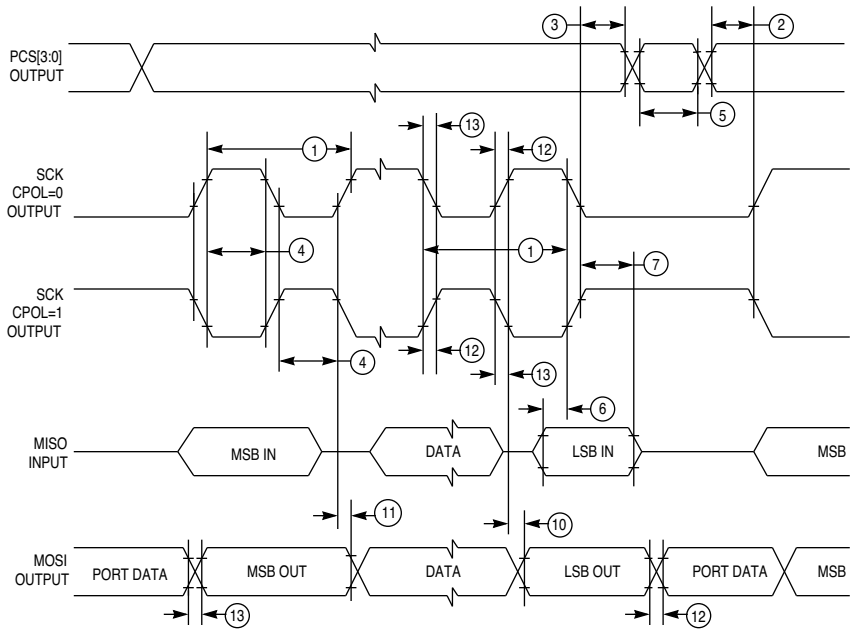 3
2
PCS[3:0]
OUTPUT
5
13
1
12
SCK
CPOL=0
OUTPUT
4
1
7
SCK
CPOL=1
OUTPUT
4
12
13
6
MISO
INPUT
MSB IN
DATA
LSB IN
MSB
11
10
MOSI
OUTPUT
PORT DATA
MSB OUT
DATA
LSB OUT
PORT DATA
MSB
13
12